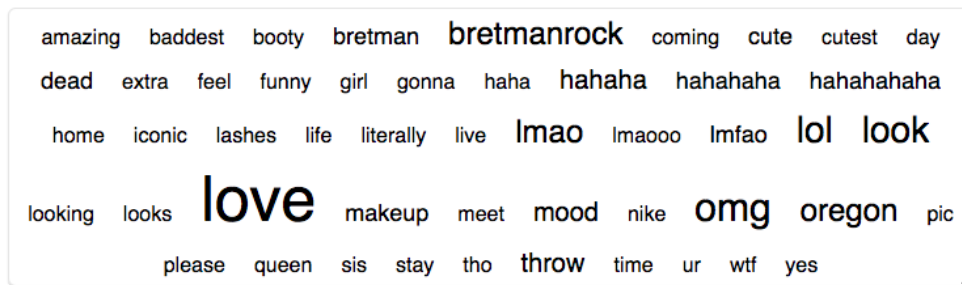 amazing baddest booty bretman bretmanrock coming cute cutest day
dead extra feel funny girl gonna haha hahaha hahahaha hahahahaha
home iconic lashes life literally live lmao lmaooo lmfao lol look
looking looks love makeup meet mood nike omg oregon pic
please queen sis stay tho throw time ur wtf yes